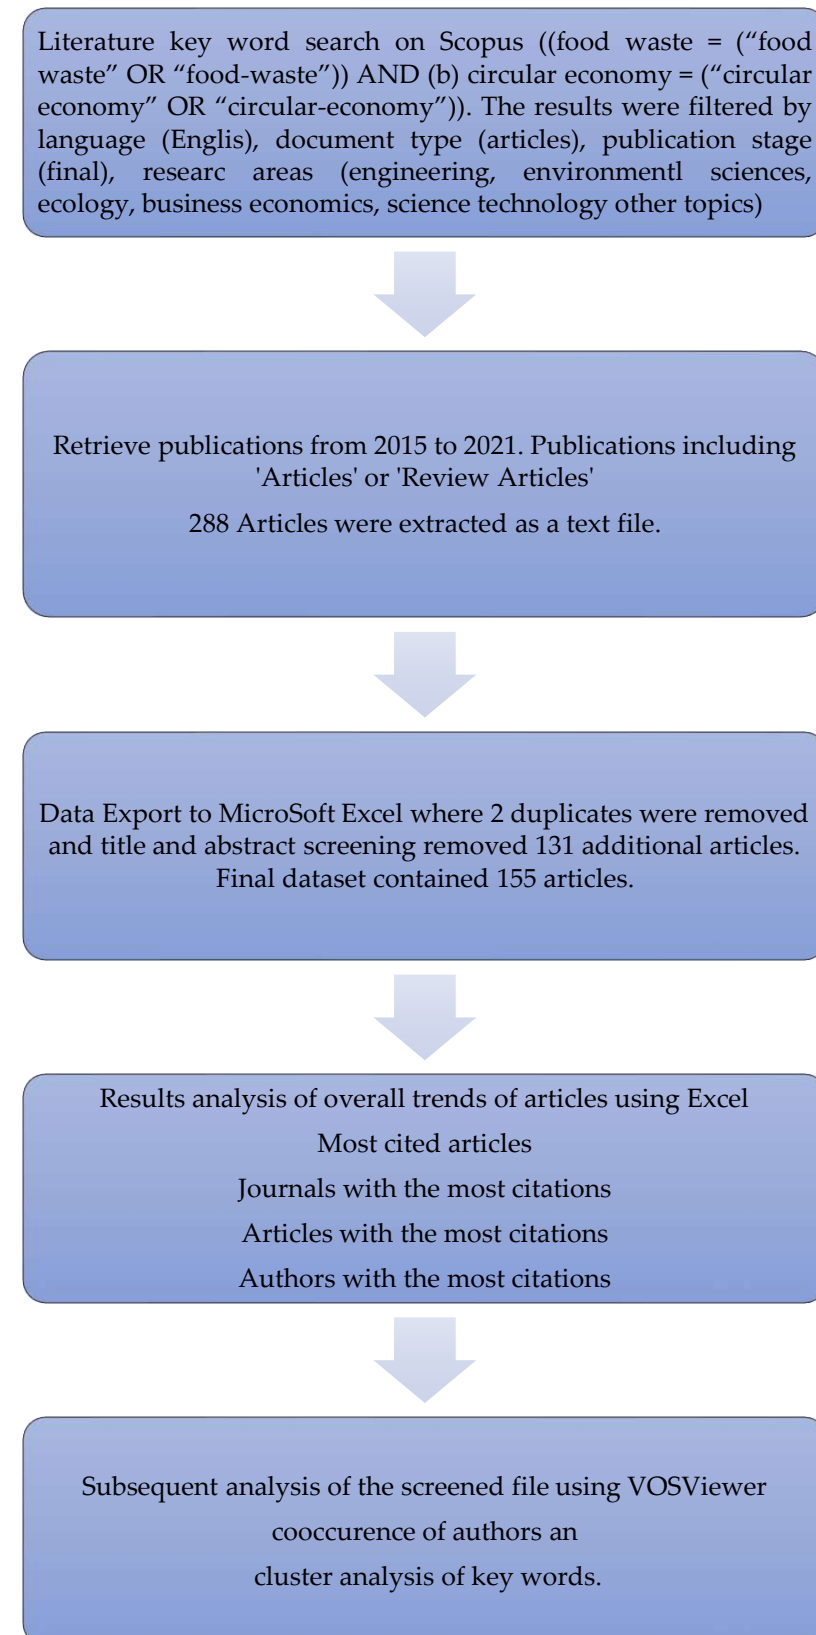 Literature key word search on Scopus ((food waste = (“food
waste” OR “food-waste”)) AND (b) circular economy = (“circular
economy” OR “circular-economy”)). The results were filtered by
language (Englis), document type (articles), publication stage
(final), researc areas (engineering, environmentl sciences,
ecology, business economics, science technology other topics)
Retrieve publications from 2015 to 2021. Publications including
'Articles' or 'Review Articles'
288 Articles were extracted as a text file.
Data Export to MicroSoft Excel where 2 duplicates were removed
and title and abstract screening removed 131 additional articles.
Final dataset contained 155 articles.
Results analysis of overall trends of articles using Excel
Most cited articles
Journals with the most citations
Articles with the most citations
Authors with the most citations
Subsequent analysis of the screened file using VOSViewer
cooccurence of authors an
cluster analysis of key words.